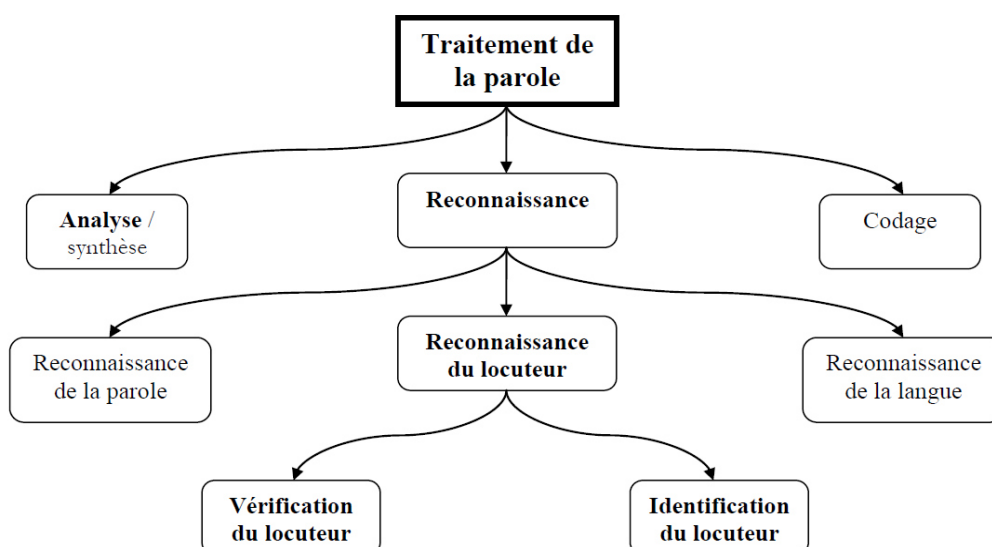 Traitement de
la parole
Analyse /
synthèse
Reconnaissance
Codage
Reconnaissance
de la parole
Reconnaissance
du locuteur
Reconnaissance
de la langue
Vérification
du locuteur
Identification
du locuteur